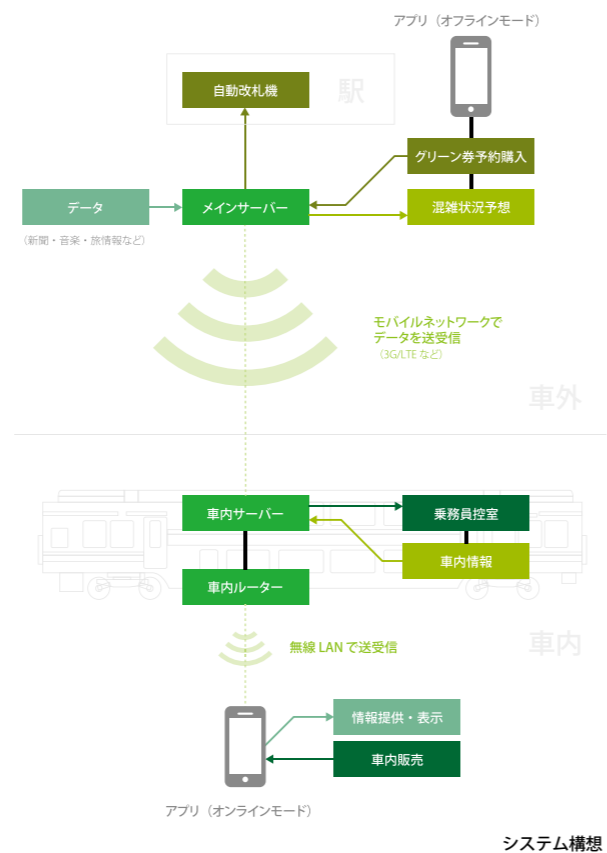 アプリ（オフラインモード）
駅
自動改札機
グリーン券予約購入
データ
メインサーバー
混雑状況予想
（新聞・音楽・旅情報など）
モバイルネットワークで
データを送受信
（3G/LTE など）
車外
車内サーバー
乗務員控室
車内情報
車内ルーター
無線 LAN で送受信
車内
情報提供・表示
車内販売
アプリ（オンラインモード）
システム構想